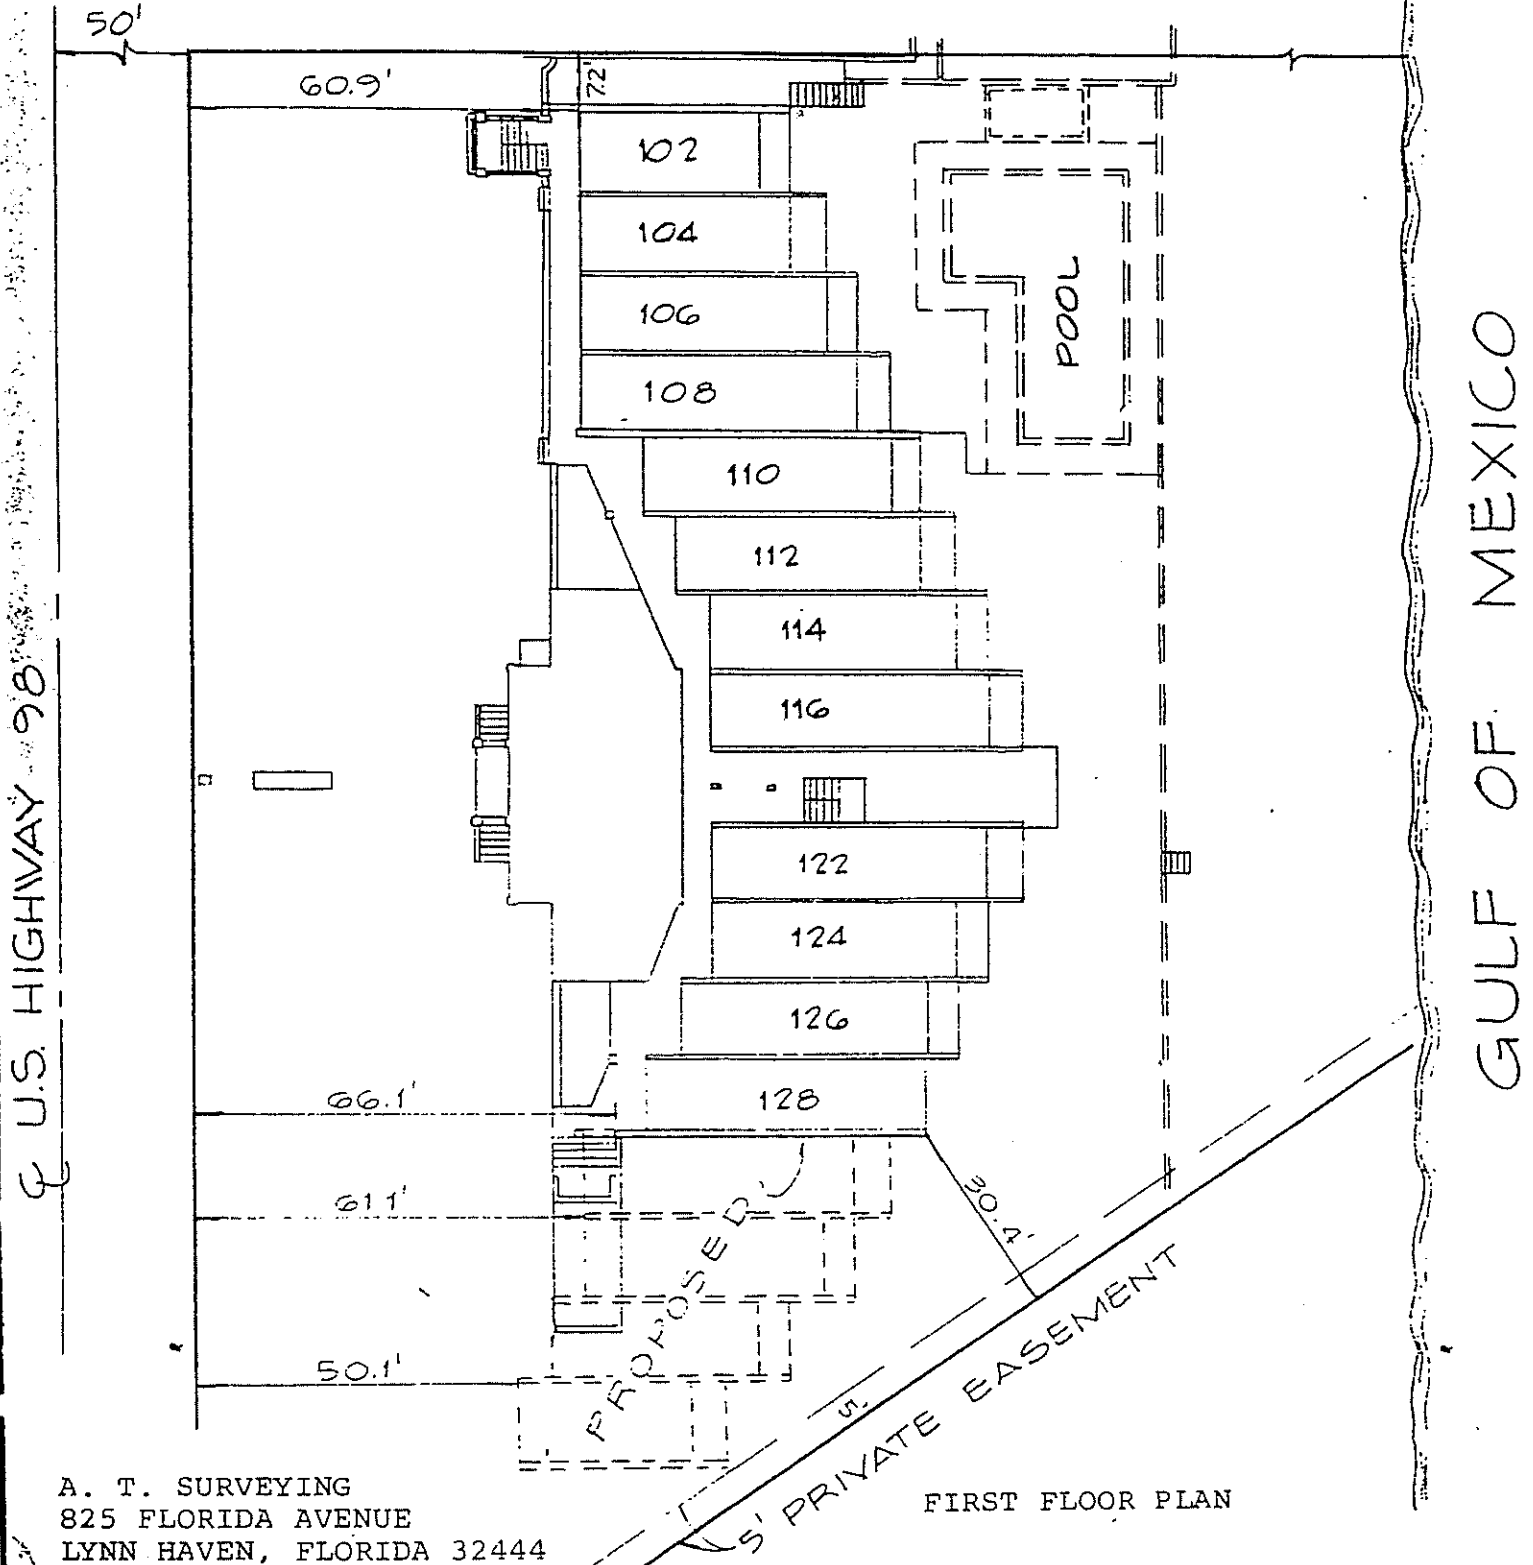 50'
60.9'
7.2'
102
104
106
108
110
112
114
116
122
124
126
128
POOL
66.1'
61.1'
50.1'
30.4'
PROPOSED
5'
5' PRIVATE EASEMENT
℄ U.S. HIGHWAY 98
GULF OF MEXICO
FIRST FLOOR PLAN
A. T. SURVEYING
825 FLORIDA AVENUE
LYNN HAVEN, FLORIDA 32444